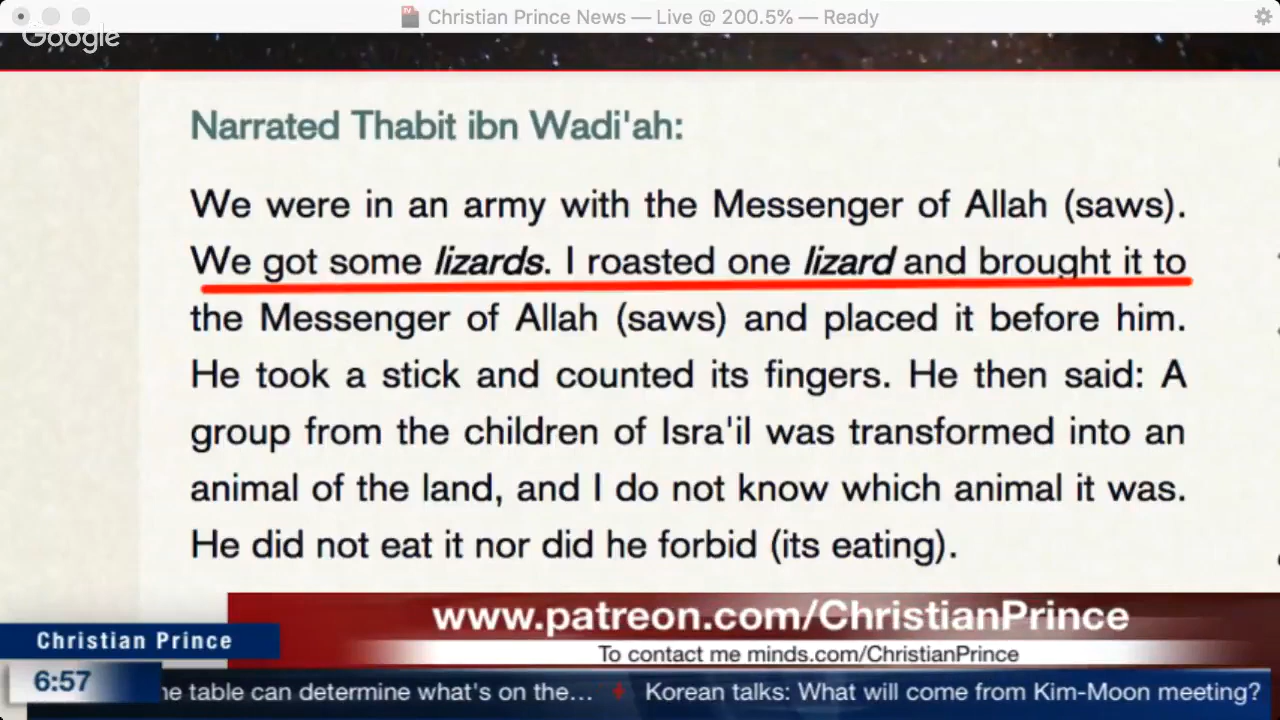 Christian Prince News — Live @ 200.5% — Ready
Google
Narrated Thabit ibn Wadi'ah:
We were in an army with the Messenger of Allah (saws).
We got some lizards. I roasted one lizard and brought it to
the Messenger of Allah (saws) and placed it before him.
He took a stick and counted its fingers. He then said: A
group from the children of Isra'il was transformed into an
animal of the land, and I do not know which animal it was.
He did not eat it nor did he forbid (its eating).
www.patreon.com/ChristianPrince
Christian Prince
To contact me minds.com/ChristianPrince
6:57
table can determine what's on the... Korean talks: What will come from Kim-Moon meeting?